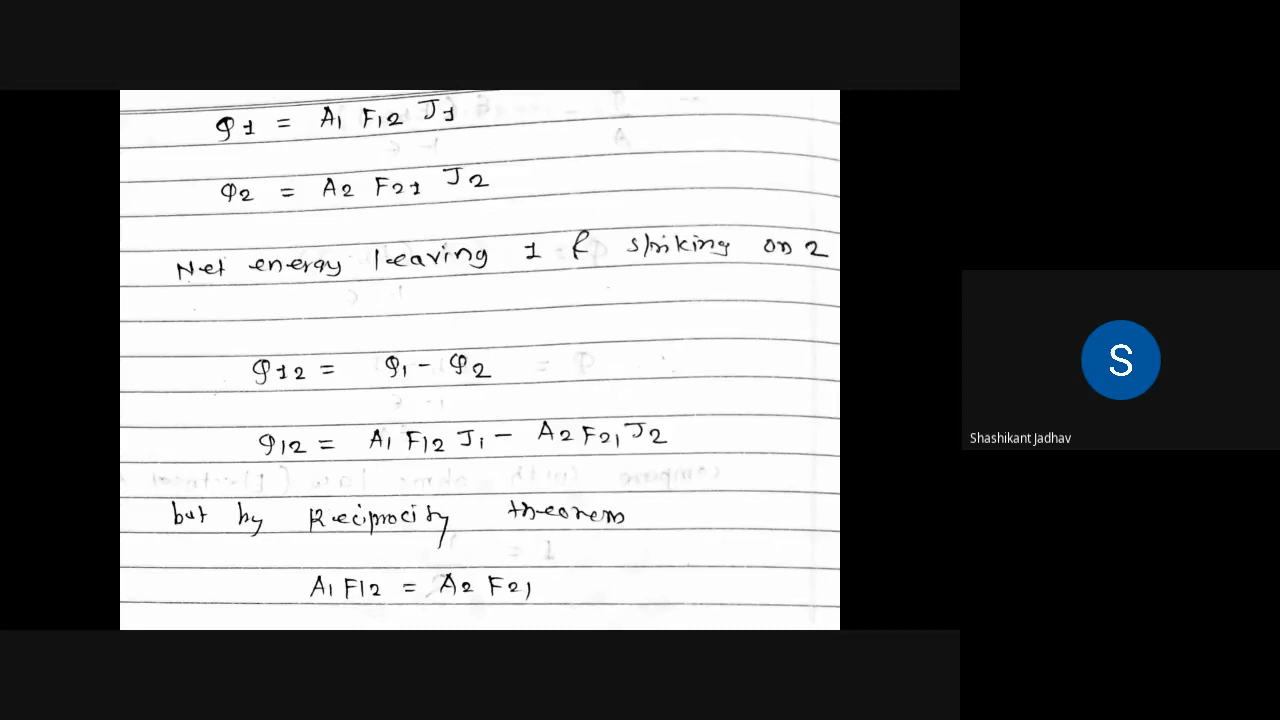 φ1 = A1 F12 J1
φ2 = A2 F21 J2
Net energy leaving 1 & striking on 2
φ12 = φ1 - φ2
φ12 = A1 F12 J1 - A2 F21 J2
but by Reciprocity theorem
A1 F12 = A2 F21
S
Shashikant Jadhav